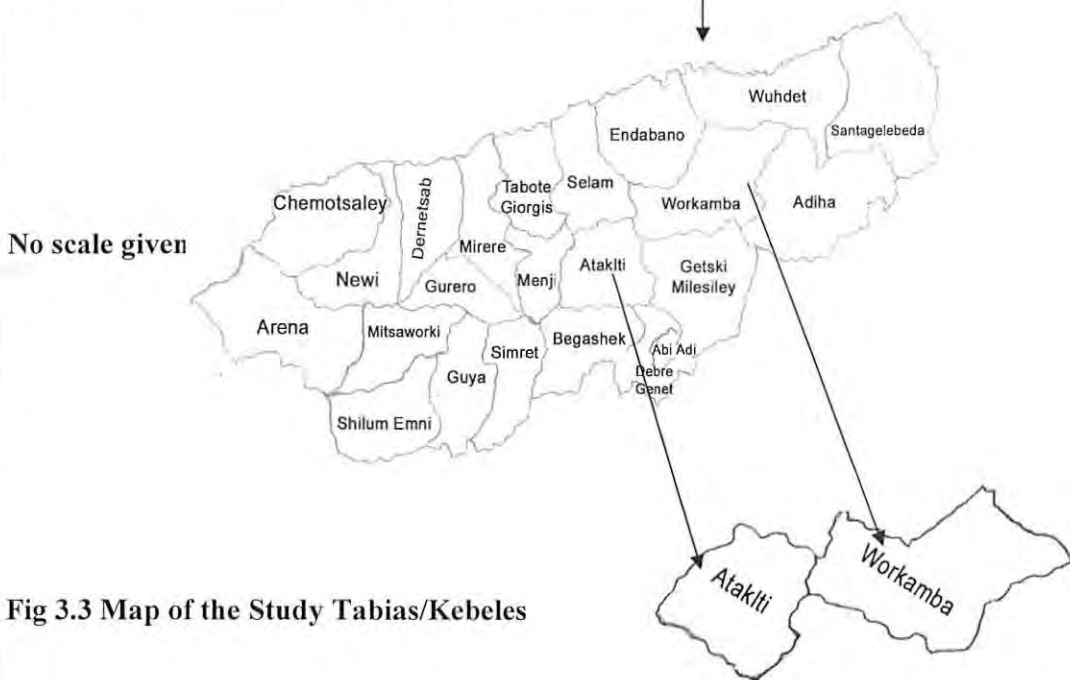 Wuhdet
Santagelebeda
Endabano
Tabote
Giorgis
Selam
Workamba
Adiha
Chemotsaley
Dernetsab
Mirere
No scale given
Newi
Gurero
Menji
Ataklti
Getski
Milesiley
Arena
Mitsaworki
Simret
Begashek
Abi Adi
Guya
Debre
Genet
Shilum Emni
Ataklti
Workamba
Fig 3.3 Map of the Study Tabias/Kebeles